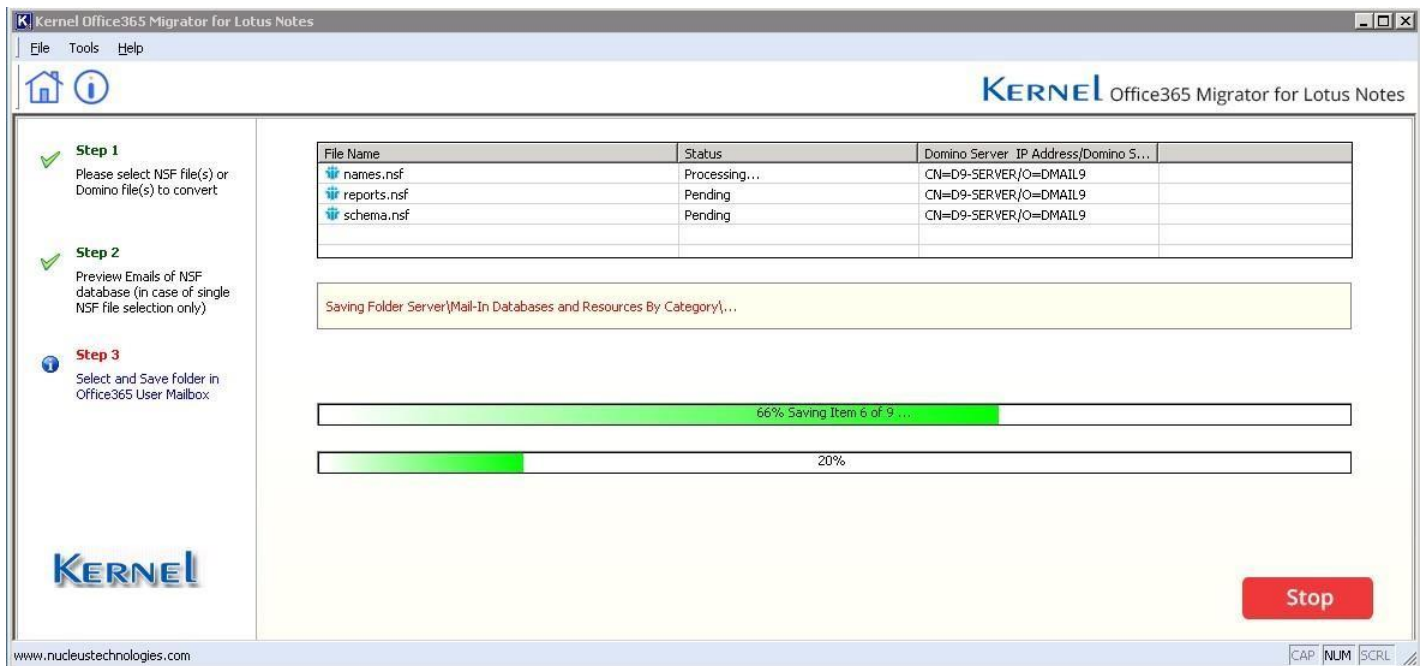 Kernel Office365 Migrator for Lotus Notes
File Tools Help
KERNEL Office365 Migrator for Lotus Notes
Step 1
Please select NSF file(s) or
Domino file(s) to convert
Step 2
Preview Emails of NSF
database (in case of single
NSF file selection only)
Step 3
Select and Save folder in
Office365 User Mailbox
KERNEL
File Name Status Domino Server IP Address/Domino S...
names.nsf Processing... CN=D9-SERVER/O=DMAIL9
reports.nsf Pending CN=D9-SERVER/O=DMAIL9
schema.nsf Pending CN=D9-SERVER/O=DMAIL9
Saving Folder Server\Mail-In Databases and Resources By Category\...
66% Saving Item 6 of 9 ...
20%
Stop
www.nucleustechnologies.com CAP NUM SCRL